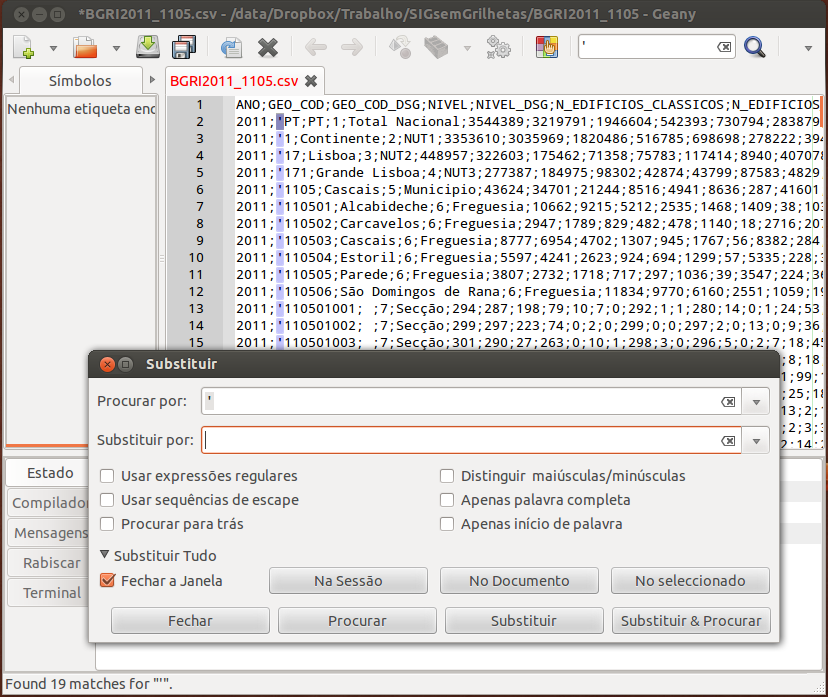 *BGRI2011_1105.csv - /data/Dropbox/Trabalho/SIGsemGrilhetas/BGRI2011_1105 - Geany
'
Símbolos
BGRI2011_1105.csv
Nenhuma etiqueta enc
1 ANO;GEO_COD;GEO_COD_DSG;NIVEL;NIVEL_DSG;N_EDIFICIOS_CLASSICOS;N_EDIFICIOS
2 2011;'PT;PT;1;Total Nacional;3544389;3219791;1946604;542393;730794;283879
3 2011;'1;Continente;2;NUT1;3353610;3035969;1820486;516785;698698;278222;394
4 2011;'17;Lisboa;3;NUT2;448957;322603;175462;71358;75783;117414;8940;407078
5 2011;'171;Grande Lisboa;4;NUT3;277387;184975;98302;42874;43799;87583;4829
6 2011;'1105;Cascais;5;Municipio;43624;34701;21244;8516;4941;8636;287;41601
7 2011;'110501;Alcabideche;6;Freguesia;10662;9215;5212;2535;1468;1409;38;103
8 2011;'110502;Carcavelos;6;Freguesia;2947;1789;829;482;478;1140;18;2716;207
9 2011;'110503;Cascais;6;Freguesia;8777;6954;4702;1307;945;1767;56;8382;284
10 2011;'110504;Estoril;6;Freguesia;5597;4241;2623;924;694;1299;57;5335;228;3
11 2011;'110505;Parede;6;Freguesia;3807;2732;1718;717;297;1036;39;3547;224;36
12 2011;'110506;São Domingos de Rana;6;Freguesia;11834;9770;6160;2551;1059;19
13 2011;'110501001; ;7;Secção;294;287;198;79;10;7;0;292;1;1;280;14;0;1;24;53
14 2011;'110501002; ;7;Secção;299;297;223;74;0;2;0;299;0;0;297;2;0;13;0;9;36
15 2011;'110501003; ;7;Secção;301;290;27;263;0;10;1;298;3;0;296;5;0;2;7;18;45
Substituir
;8;18
Procurar por: '
Substituir por:
Usar expressões regulares
Distinguir maiúsculas/minúsculas
Usar sequências de escape
Apenas palavra completa
Procurar para trás
Apenas início de palavra
Substituir Tudo
Fechar a Janela
Na Sessão
No Documento
No seleccionado
Fechar
Procurar
Substituir
Substituir & Procurar
Estado
Compilador
Mensagens
Rabiscar
Terminal
Found 19 matches for "'".